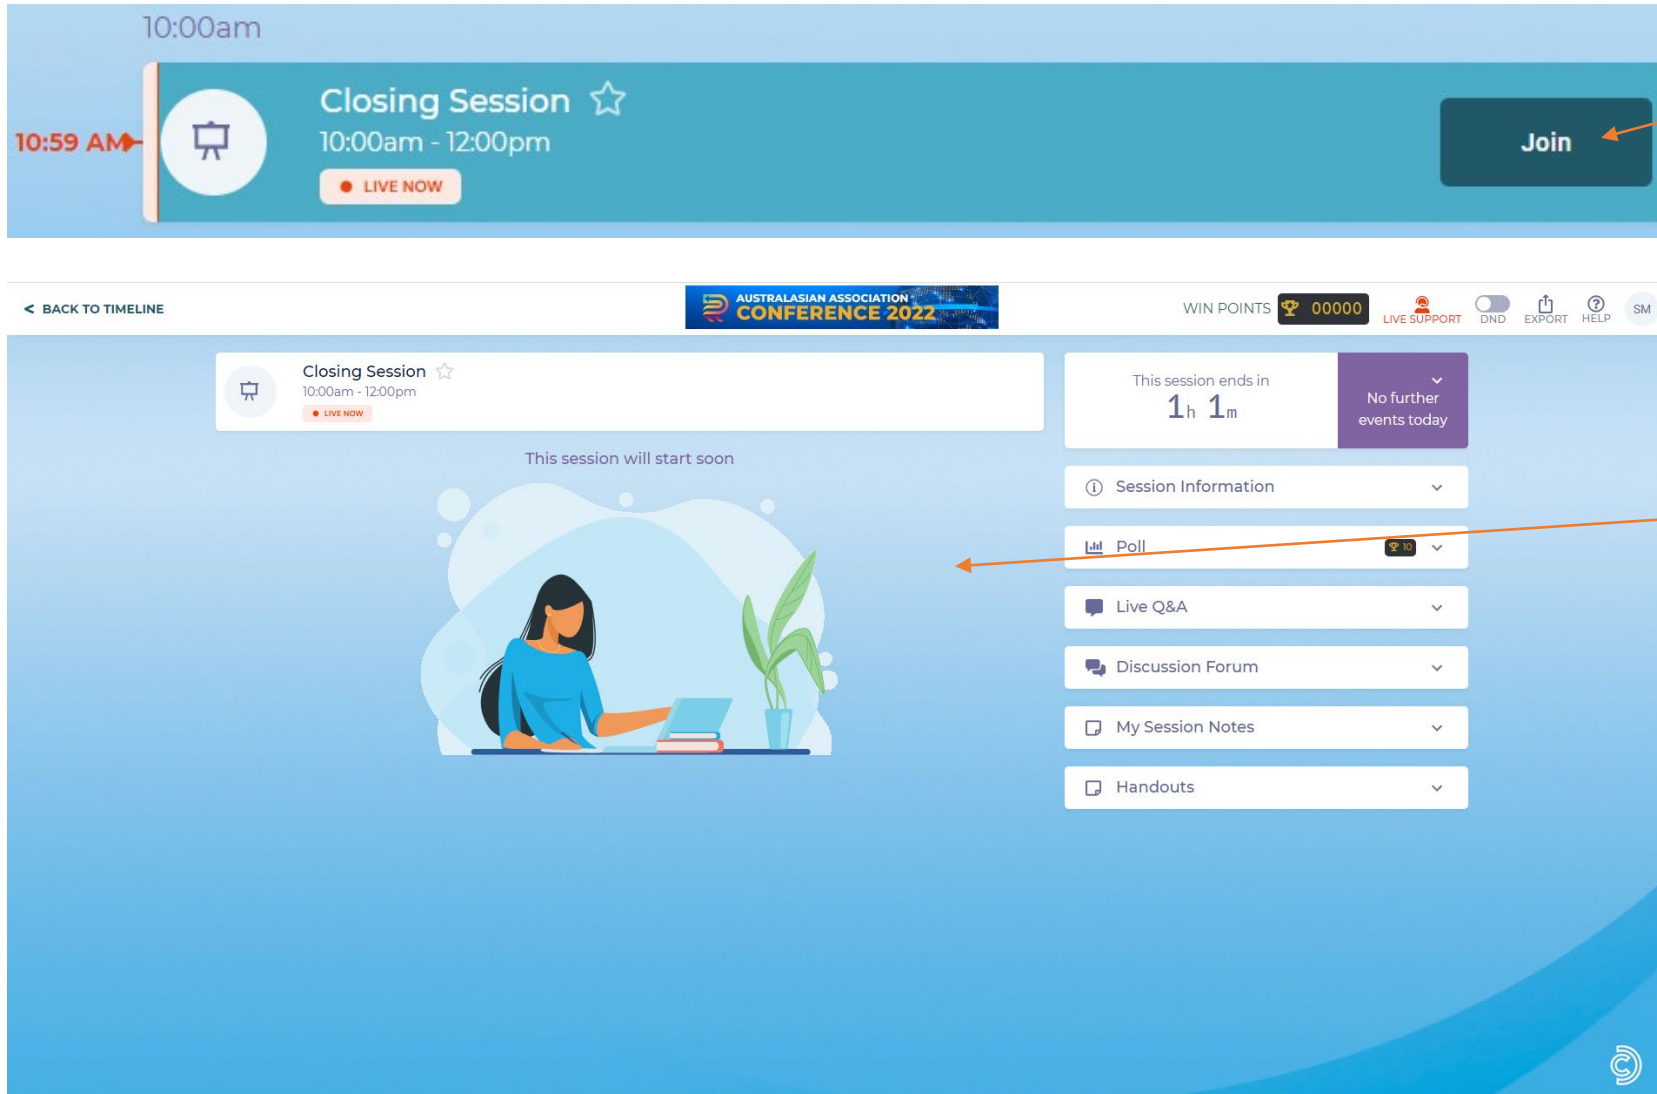 10:00am
Closing Session
10:00am - 12:00pm
10:59 AM
LIVE NOW
Join
< BACK TO TIMELINE
AUSTRALASIAN ASSOCIATION
CONFERENCE 2022
WIN POINTS 00000
LIVE SUPPORT
DND
EXPORT
HELP
SM
Closing Session
10:00am - 12:00pm
LIVE NOW
This session ends in
1h 1m
No further
events today
This session will start soon
Session Information
Poll
10
Live Q&A
Discussion Forum
My Session Notes
Handouts